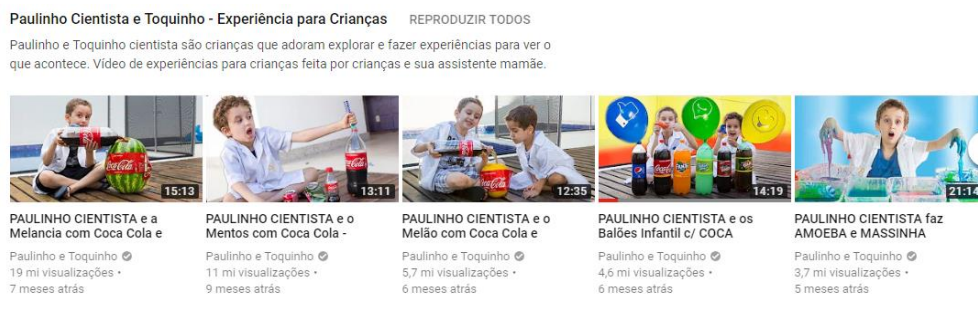 Paulinho Cientista e Toquinho - Experiência para Crianças REPRODUZIR TODOS
Paulinho e Toquinho cientista são crianças que adoram explorar e fazer experiências para ver o
que acontece. Vídeo de experiências para crianças feita por crianças e sua assistente mamãe.
Coca-Cola
15:13
13:11
12:35
14:19
21:14
PAULINHO CIENTISTA e a
Melancia com Coca Cola e
Paulinho e Toquinho
19 mi visualizações •
7 meses atrás
PAULINHO CIENTISTA e o
Mentos com Coca Cola -
Paulinho e Toquinho
11 mi visualizações •
9 meses atrás
PAULINHO CIENTISTA e o
Melão com Coca Cola e
Paulinho e Toquinho
5,7 mi visualizações •
6 meses atrás
PAULINHO CIENTISTA e os
Balões Infantil c/ COCA
Paulinho e Toquinho
4,6 mi visualizações •
6 meses atrás
PAULINHO CIENTISTA faz
AMOEBA e MASSINHA
Paulinho e Toquinho
3,7 mi visualizações •
5 meses atrás